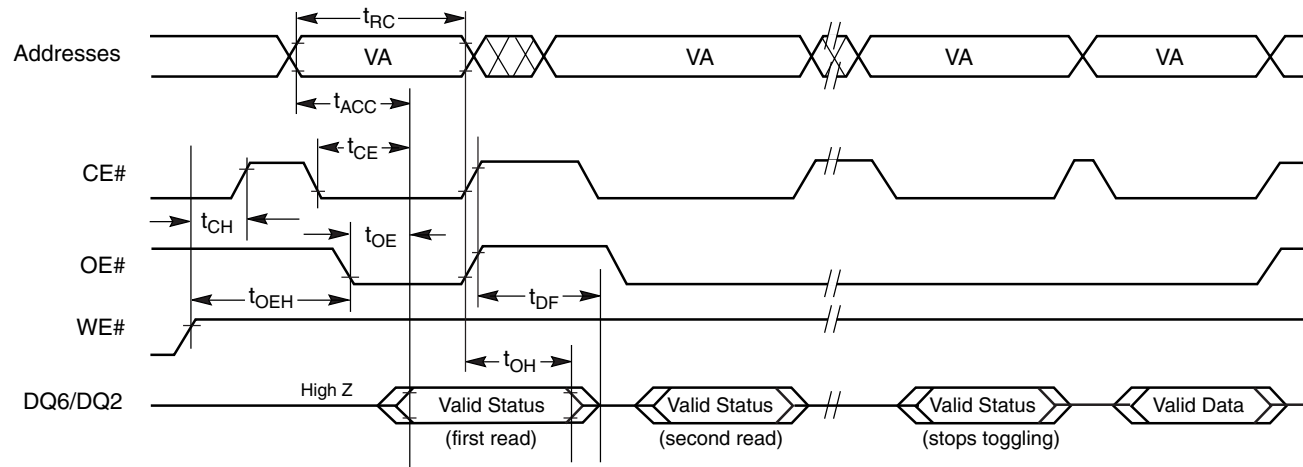 tRC
Addresses VA VA VA VA
tACC
tCE
CE#
tCH
tOE
OE#
tOEH
tDF
WE#
tOH
High Z
DQ6/DQ2 Valid Status Valid Status Valid Status Valid Data
(first read) (second read) (stops toggling)